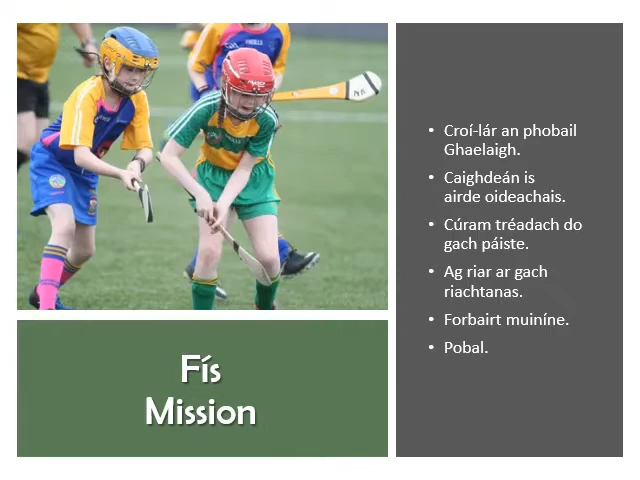 Fís
Mission
• Croí-lár an phobail
Ghaelaigh.
• Caighdeán is
airde oideachais.
• Cúram tréadach do
gach páiste.
• Ag riar ar gach
riachtanas.
• Forbairt muiníne.
• Pobal.